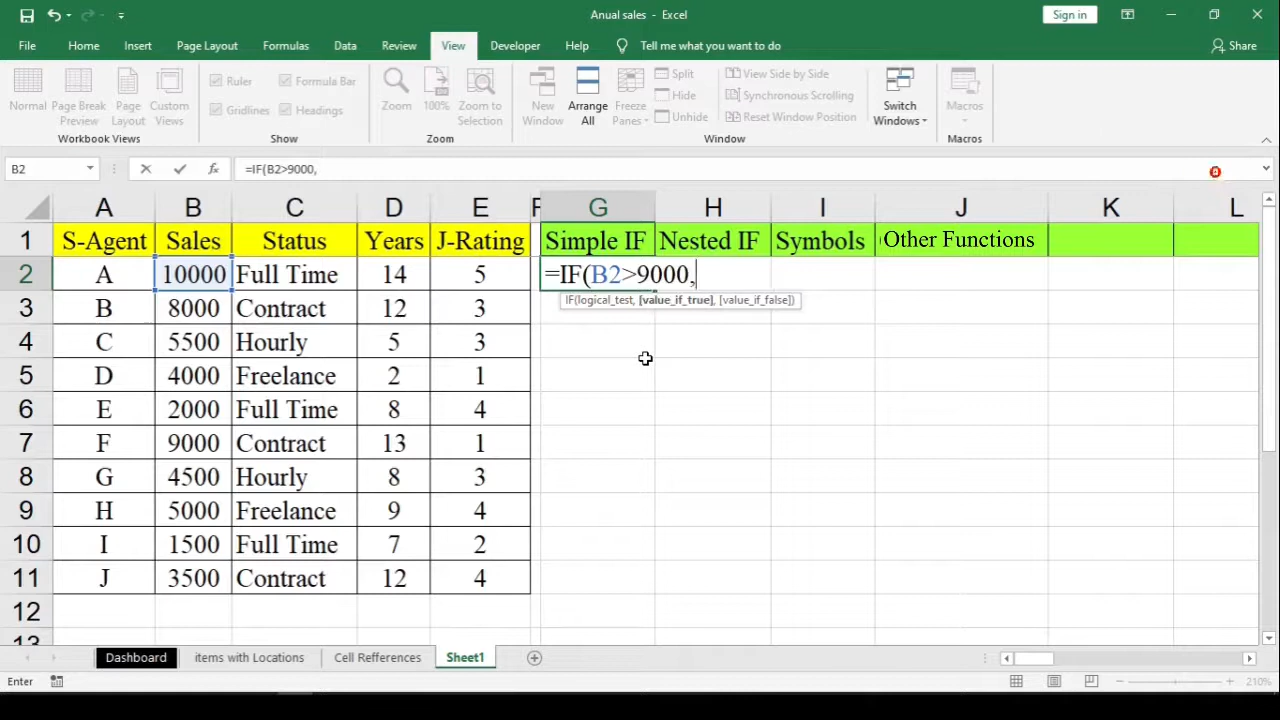 Anual sales - Excel
Sign in
File Home Insert Page Layout Formulas Data Review View Developer Help Tell me what you want to do Share
Normal
Page Break Preview
Page Layout
Custom Views
Workbook Views
Ruler
Formula Bar
Gridlines
Headings
Show
Zoom
100%
Zoom to Selection
Zoom
New Window
Arrange All
Freeze Panes
Split
Hide
Unhide
View Side by Side
Synchronous Scrolling
Reset Window Position
Window
Switch Windows
Macros
Macros
B2 fx =IF(B2>9000,
A B C D E F G H I J K L
1 S-Agent Sales Status Years J-Rating Simple IF Nested IF Symbols Other Functions
2 A 10000 Full Time 14 5 =IF(B2>9000,
IF(logical_test, [value_if_true], [value_if_false])
3 B 8000 Contract 12 3
4 C 5500 Hourly 5 3
5 D 4000 Freelance 2 1
6 E 2000 Full Time 8 4
7 F 9000 Contract 13 1
8 G 4500 Hourly 8 3
9 H 5000 Freelance 9 4
10 I 1500 Full Time 7 2
11 J 3500 Contract 12 4
12
13
Dashboard items with Locations Cell Refferences Sheet1
Enter 210%